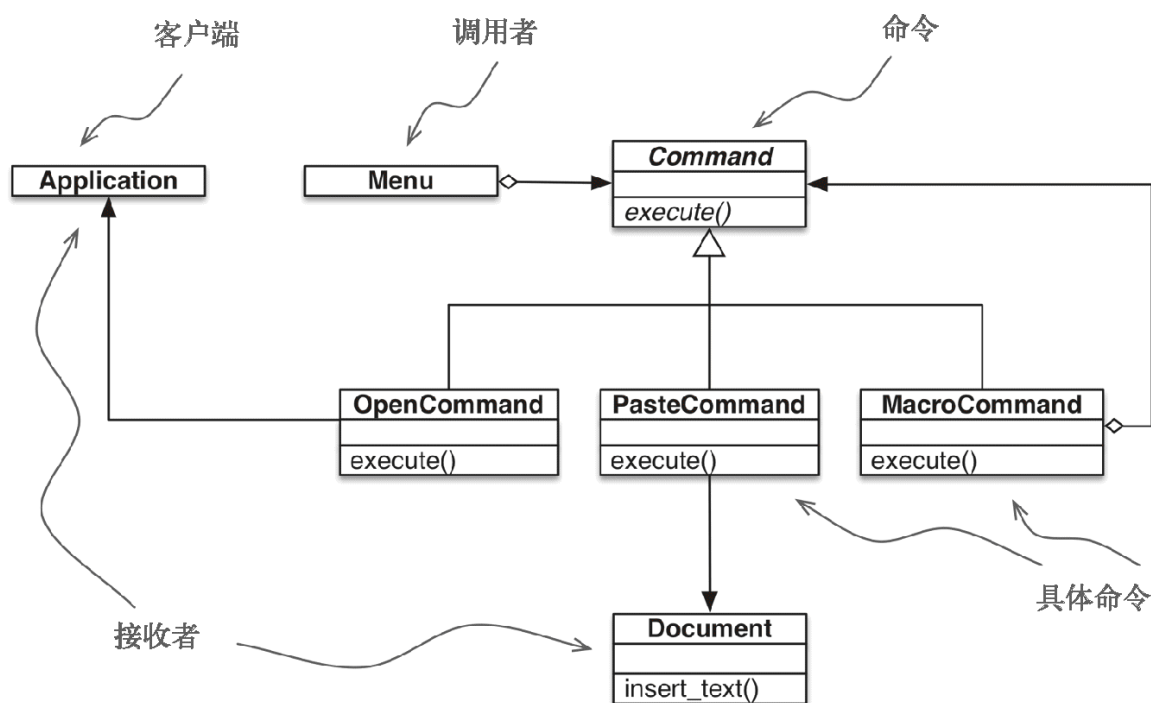 客户端
调用者
命令
Application
Menu
Command
execute()
OpenCommand
execute()
PasteCommand
execute()
MacroCommand
execute()
具体命令
接收者
Document
insert_text()